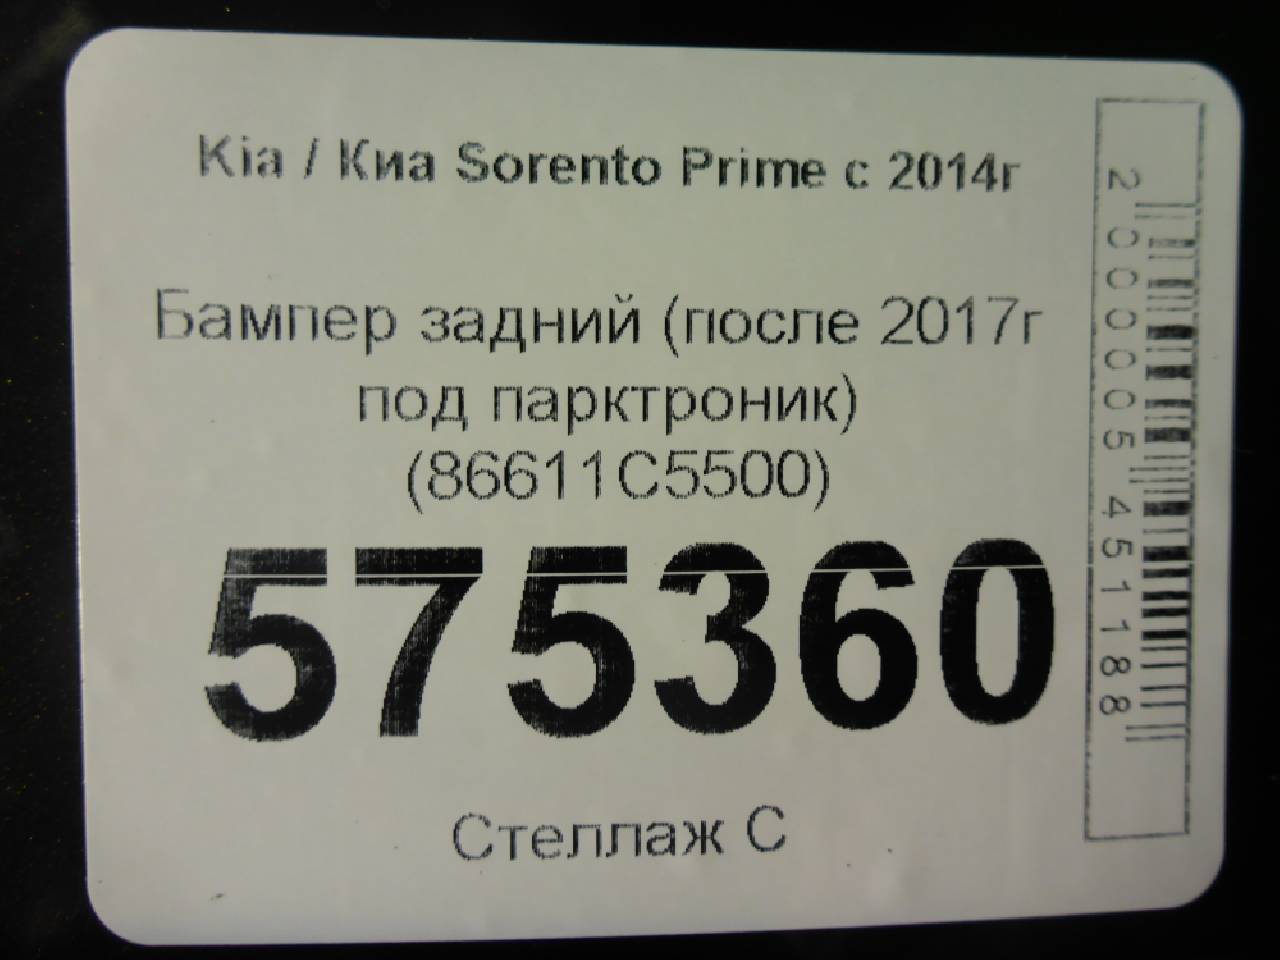 Kia / Киа Sorento Prime с 2014г
Бампер задний (после 2017г
под парктроник)
(86611C5500)
575360
Стеллаж С
2000005451188